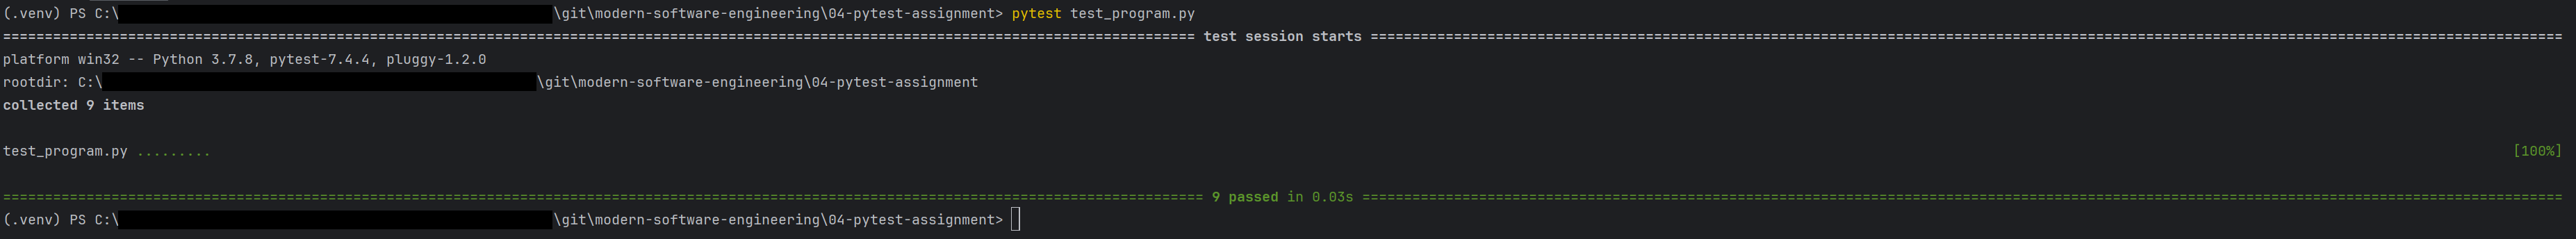 (.venv) PS C:\ \git\modern-software-engineering\04-pytest-assignment> pytest test_program.py
============================== test session starts ==============================
platform win32 -- Python 3.7.8, pytest-7.4.4, pluggy-1.2.0
rootdir: C:\ \git\modern-software-engineering\04-pytest-assignment
collected 9 items
test_program.py ......... [100%]
============================== 9 passed in 0.03s ==============================
(.venv) PS C:\ \git\modern-software-engineering\04-pytest-assignment>